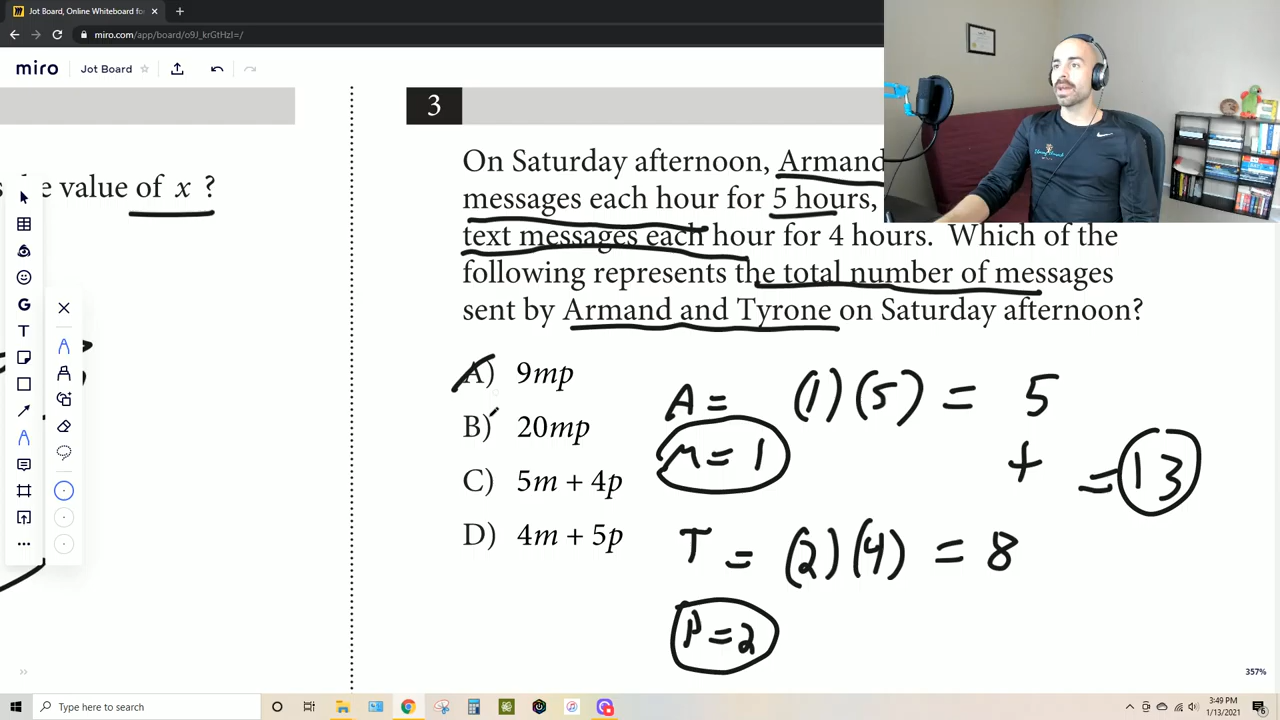 Jot Board, Online Whiteboard for
miro.com/app/board/o9J_krGtHzI=/
miro
Jot Board
3
value of x ?
On Saturday afternoon, Armand
messages each hour for 5 hours,
text messages each hour for 4 hours. Which of the
following represents the total number of messages
sent by Armand and Tyrone on Saturday afternoon?
A) 9mp
B) 20mp
C) 5m + 4p
D) 4m + 5p
A = (1)(5) = 5
m = 1
+ = 13
T = (2)(4) = 8
p = 2
357%
Type here to search
3:49 PM
1/13/2021